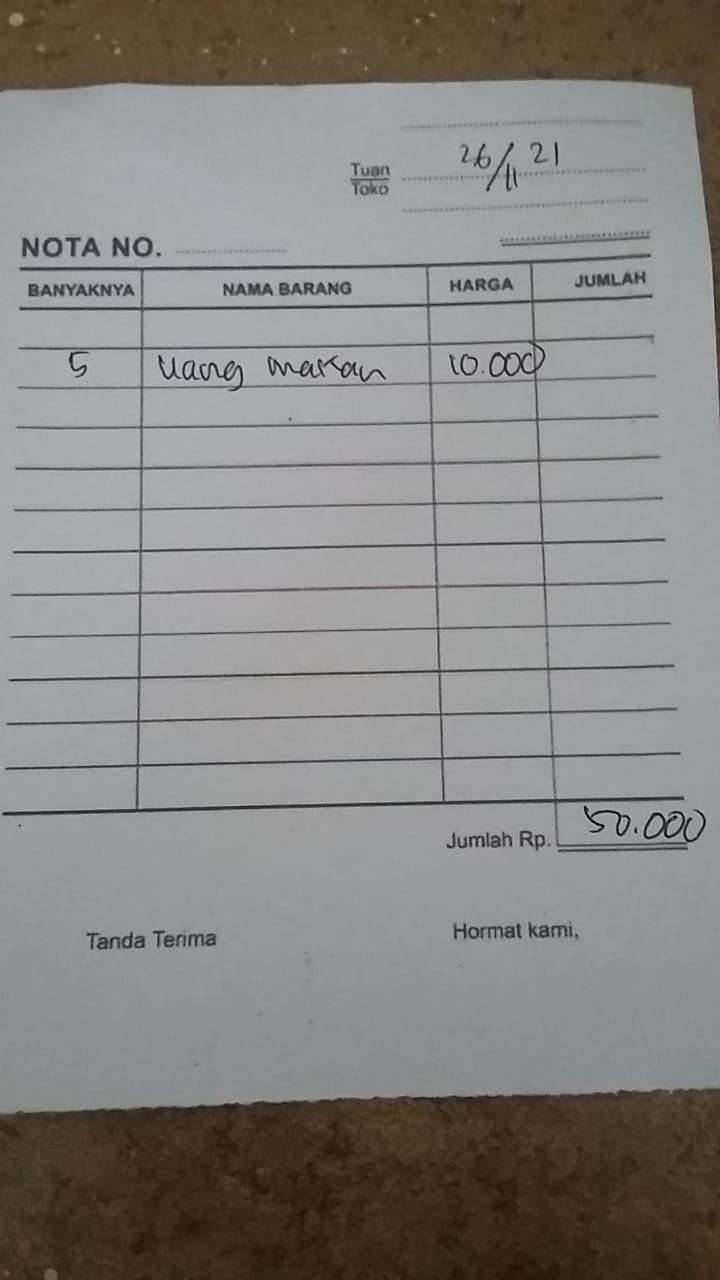 26/11 21
Tuan
Toko
NOTA NO.
BANYAKNYA NAMA BARANG HARGA JUMLAH
5 Uang makan 10.000
Jumlah Rp. 50.000
Tanda Terima Hormat kami,